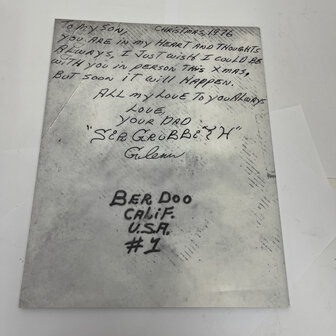 To My Son, Christmas, 1976
You are in my heart and thoughts
Always, I just wish I could be
with you in person this Xmas,
But soon it will happen.
All my love to you Always
Love,
Your Dad
Ber Doo
Calif.
U.S.A.
#1